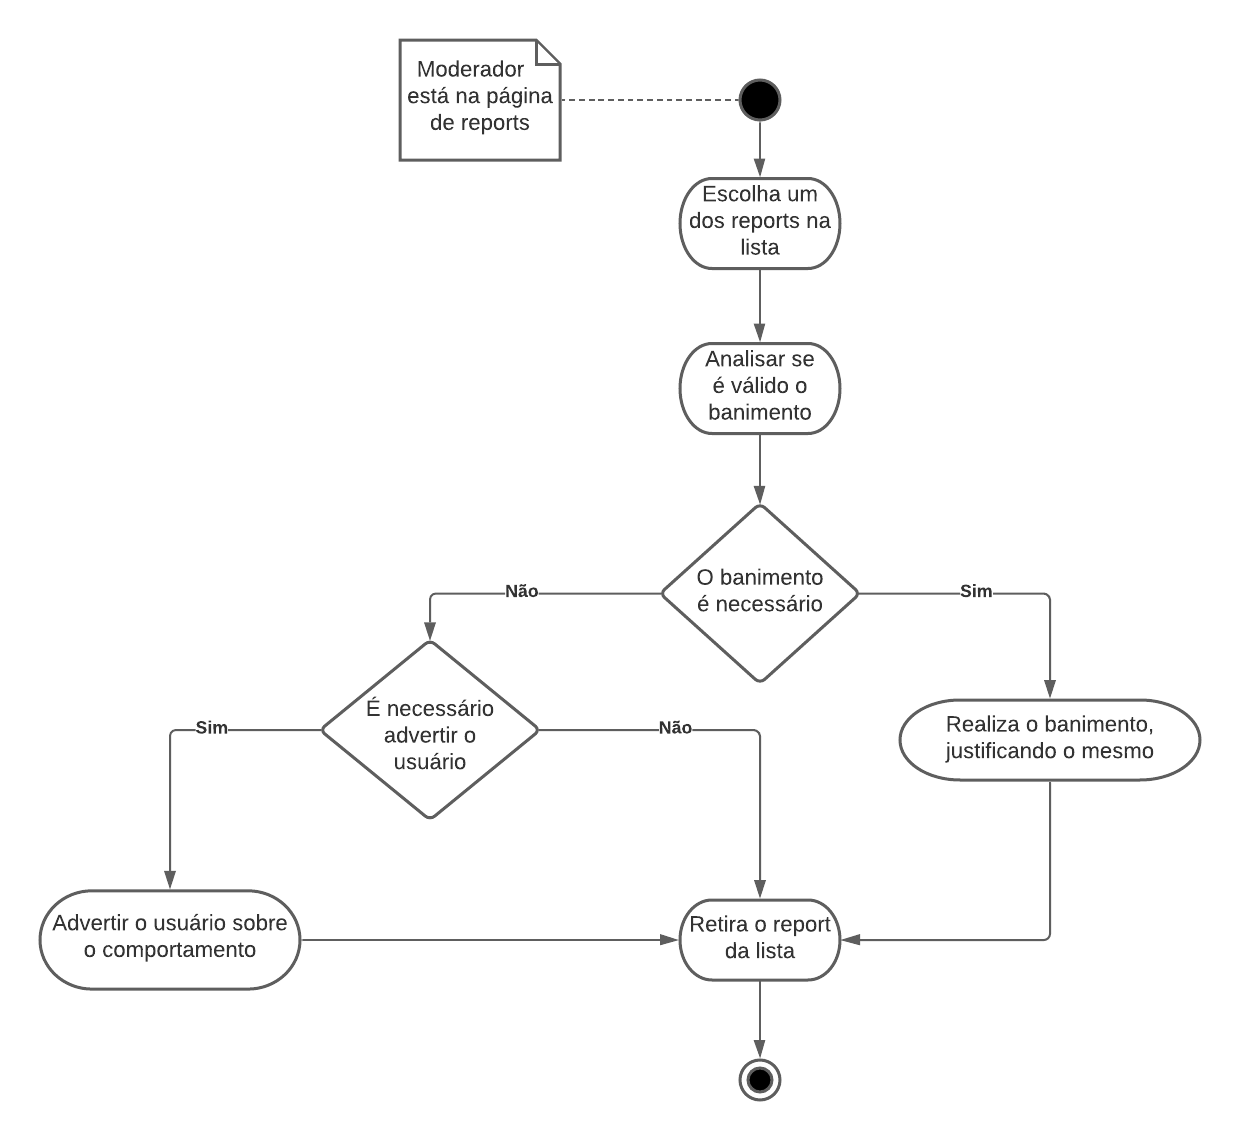 Moderador
está na página
de reports
Escolha um
dos reports na
lista
Analisar se
é válido o
banimento
O banimento
é necessário
Não
Sim
É necessário
advertir o
usuário
Sim
Não
Realiza o banimento,
justificando o mesmo
Advertir o usuário sobre
o comportamento
Retira o report
da lista